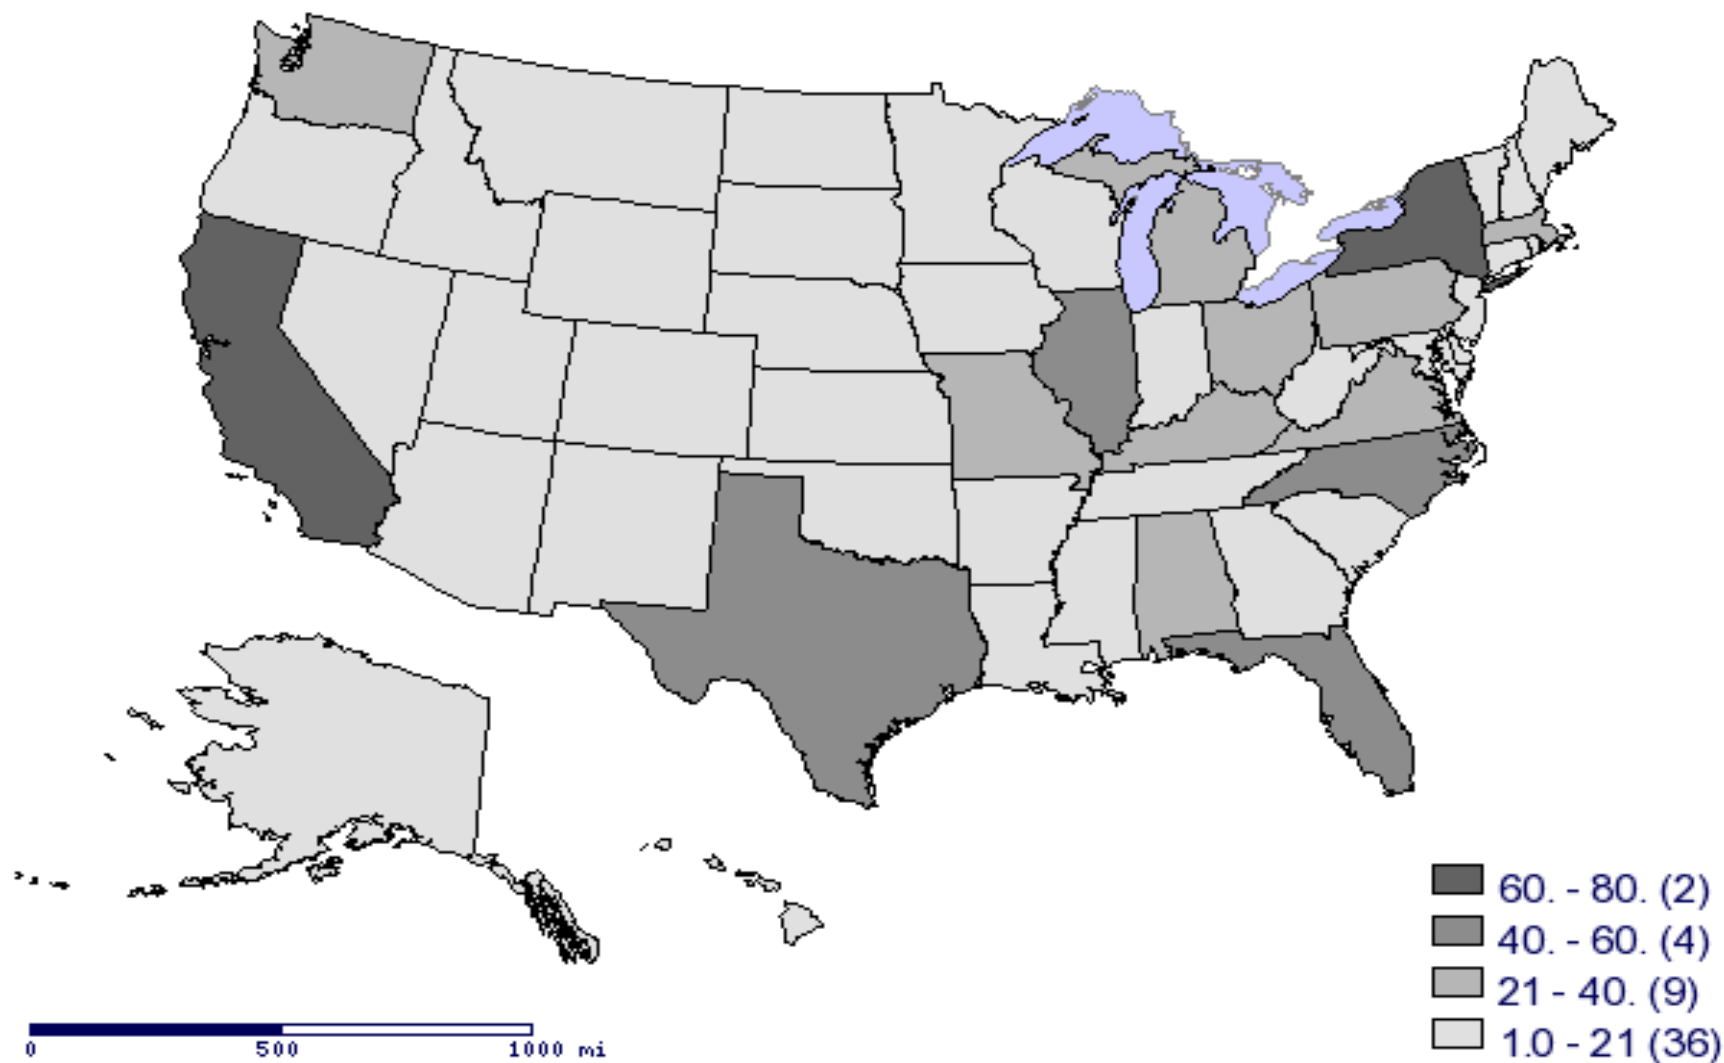 60. - 80. (2)
40. - 60. (4)
21 - 40. (9)
1.0 - 21 (36)
0 500 1000 mi